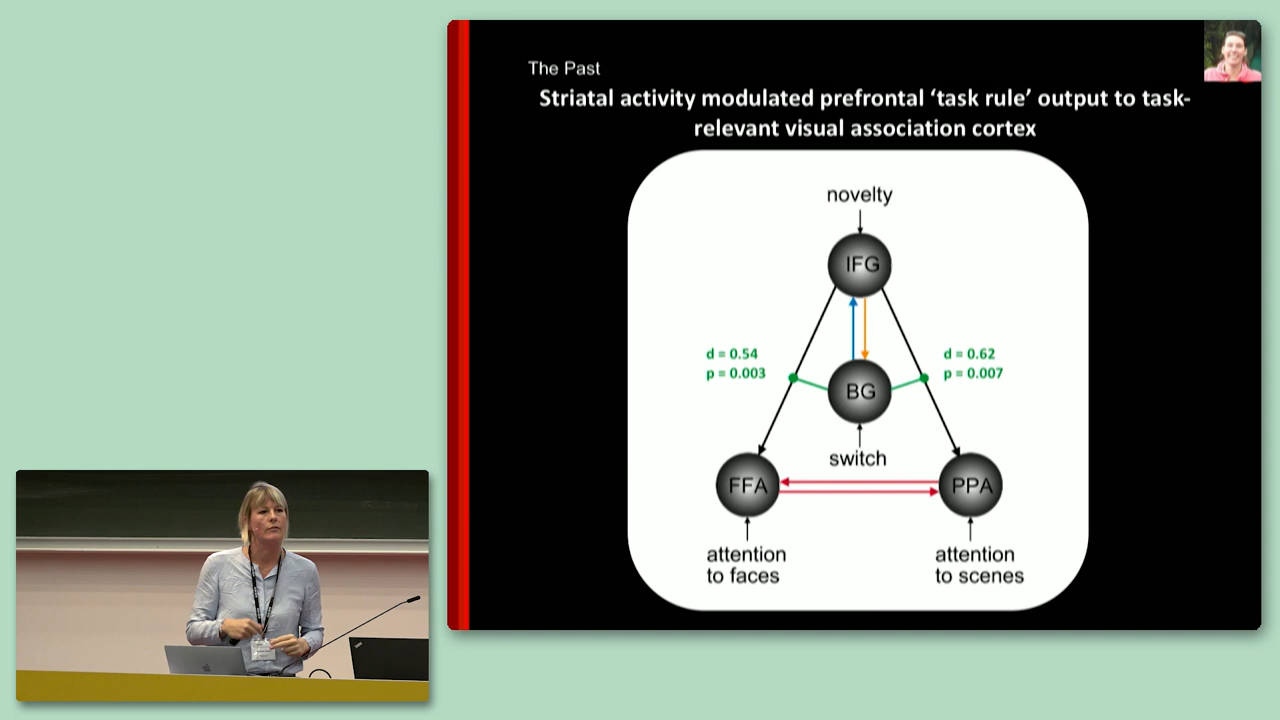 The Past
Striatal activity modulated prefrontal ‘task rule’ output to task-
relevant visual association cortex
novelty
IFG
d = 0.54
p = 0.003
d = 0.62
p = 0.007
BG
switch
FFA
PPA
attention
to faces
attention
to scenes